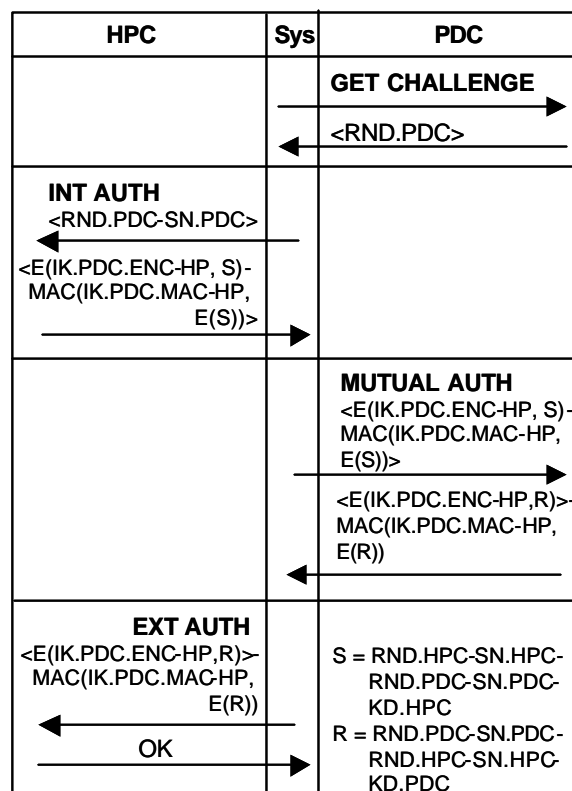 HPC Sys PDC
GET CHALLENGE
<RND.PDC>
INT AUTH
<RND.PDC-SN.PDC>
<E(IK.PDC.ENC-HP, S)-
MAC(IK.PDC.MAC-HP,
E(S))>
MUTUAL AUTH
<E(IK.PDC.ENC-HP, S)-
MAC(IK.PDC.MAC-HP,
E(S))>
<E(IK.PDC.ENC-HP,R)>-
MAC(IK.PDC.MAC-HP,
E(R))
EXT AUTH
<E(IK.PDC.ENC-HP,R)>-
MAC(IK.PDC.MAC-HP,
E(R))
OK
S = RND.HPC-SN.HPC-
RND.PDC-SN.PDC-
KD.HPC
R = RND.PDC-SN.PDC-
RND.HPC-SN.HPC-
KD.PDC